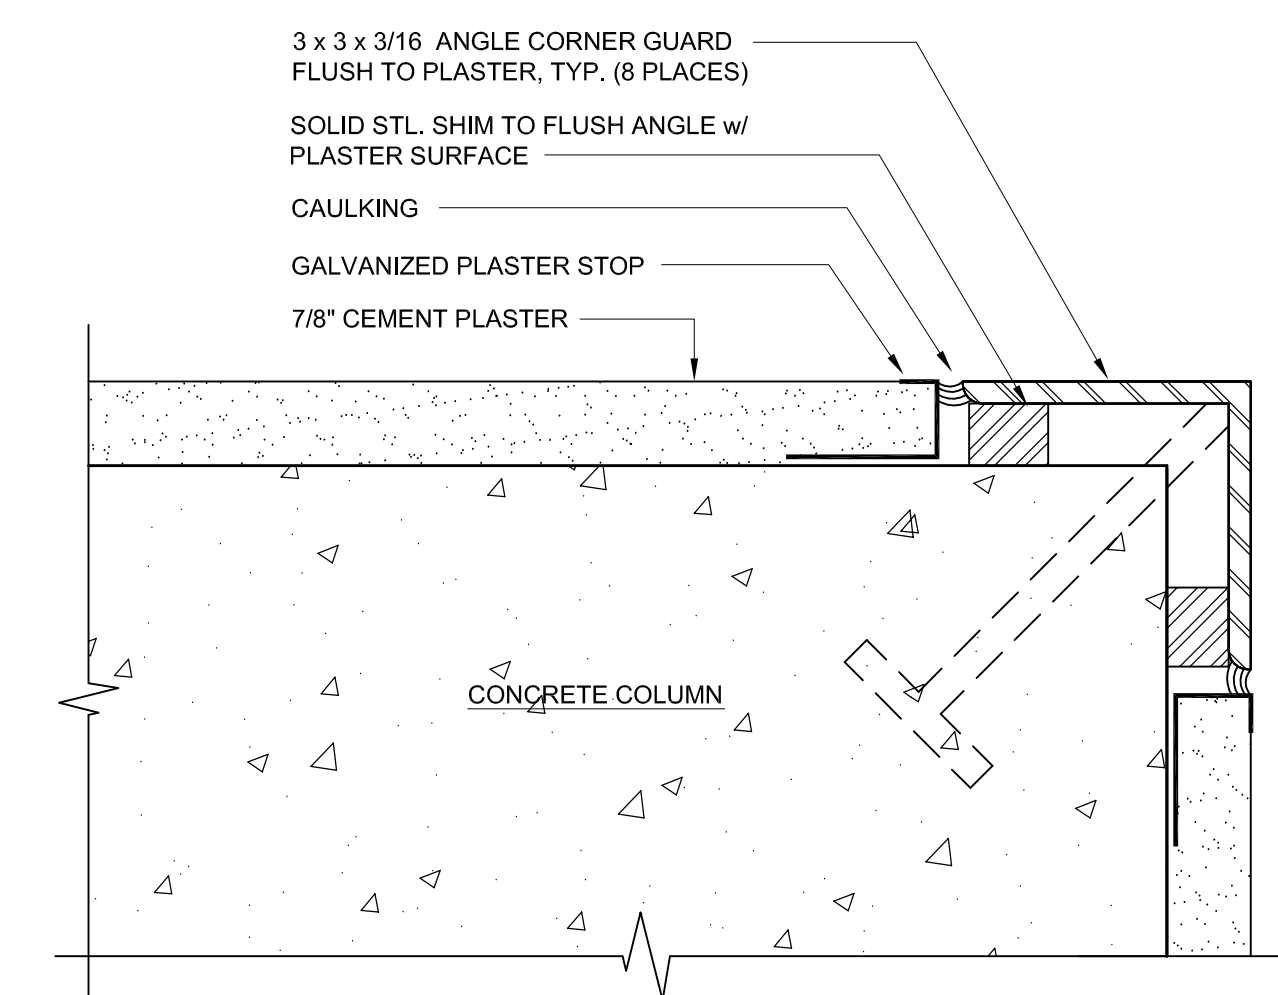 3 x 3 x 3/16 ANGLE CORNER GUARD
FLUSH TO PLASTER, TYP. (8 PLACES)
SOLID STL. SHIM TO FLUSH ANGLE w/
PLASTER SURFACE
CAULKING
GALVANIZED PLASTER STOP
7/8" CEMENT PLASTER
CONCRETE COLUMN